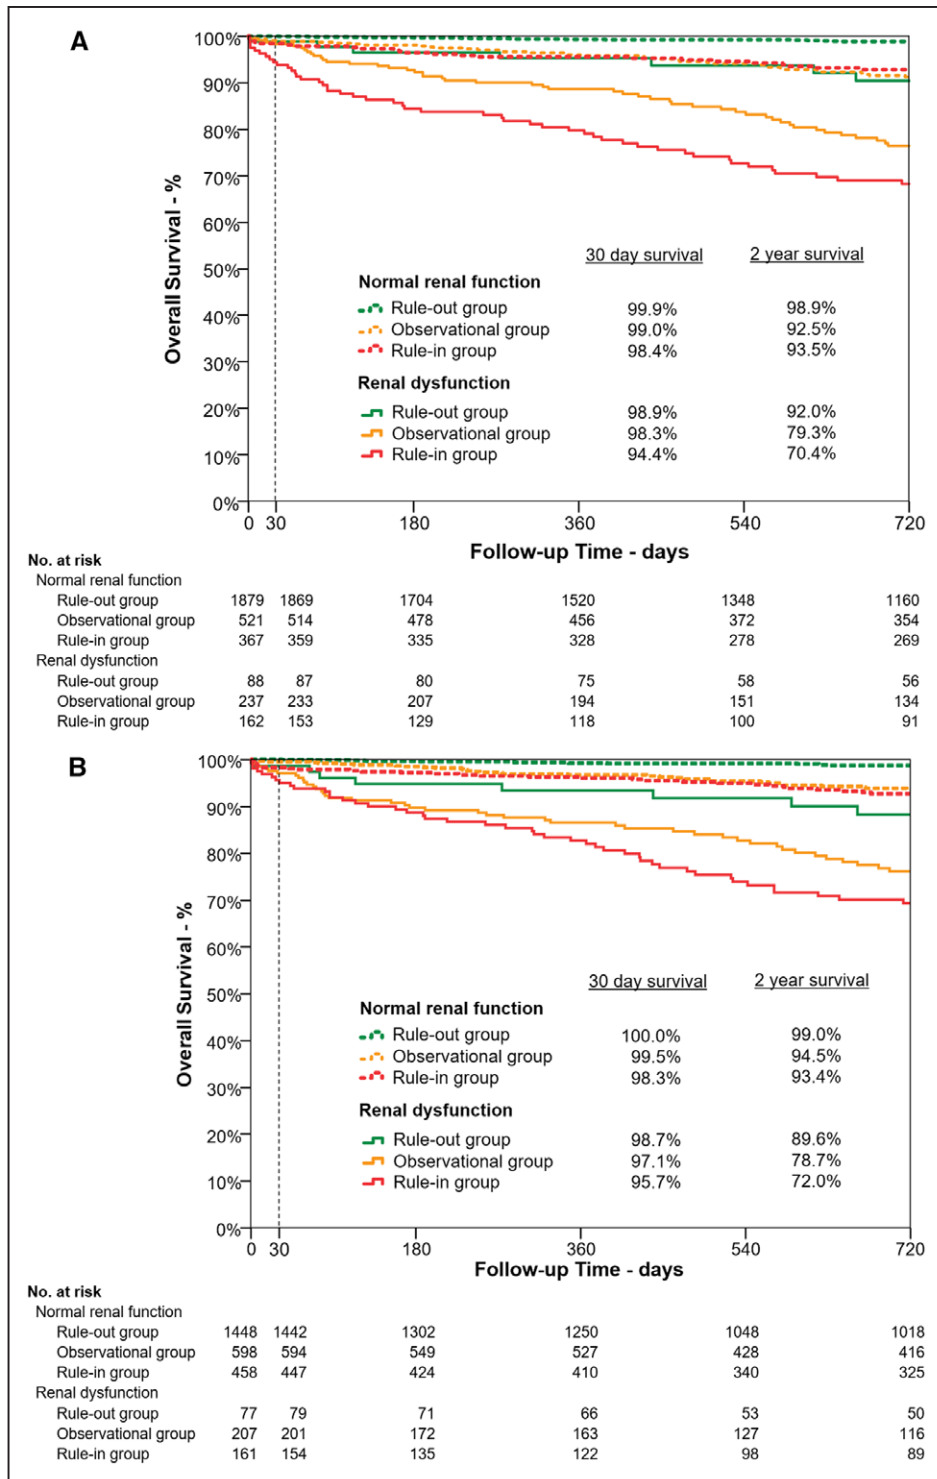 A
100%
90%
80%
70%
60%
50%
40%
30%
20%
10%
0%
Overall Survival - %
30 day survival 2 year survival
Normal renal function
Rule-out group 99.9% 98.9%
Observational group 99.0% 92.5%
Rule-in group 98.4% 93.5%
Renal dysfunction
Rule-out group 98.9% 92.0%
Observational group 98.3% 79.3%
Rule-in group 94.4% 70.4%
0 30 180 360 540 720
Follow-up Time - days
No. at risk
Normal renal function
Rule-out group 1879 1869 1704 1520 1348 1160
Observational group 521 514 478 456 372 354
Rule-in group 367 359 335 328 278 269
Renal dysfunction
Rule-out group 88 87 80 75 58 56
Observational group 237 233 207 194 151 134
Rule-in group 162 153 129 118 100 91
B
100%
90%
80%
70%
60%
50%
40%
30%
20%
10%
0%
Overall Survival - %
30 day survival 2 year survival
Normal renal function
Rule-out group 100.0% 99.0%
Observational group 99.5% 94.5%
Rule-in group 98.3% 93.4%
Renal dysfunction
Rule-out group 98.7% 89.6%
Observational group 97.1% 78.7%
Rule-in group 95.7% 72.0%
0 30 180 360 540 720
Follow-up Time - days
No. at risk
Normal renal function
Rule-out group 1448 1442 1302 1250 1048 1018
Observational group 598 594 549 527 428 416
Rule-in group 458 447 424 410 340 325
Renal dysfunction
Rule-out group 77 79 71 66 53 50
Observational group 207 201 172 163 127 116
Rule-in group 161 154 135 122 98 89